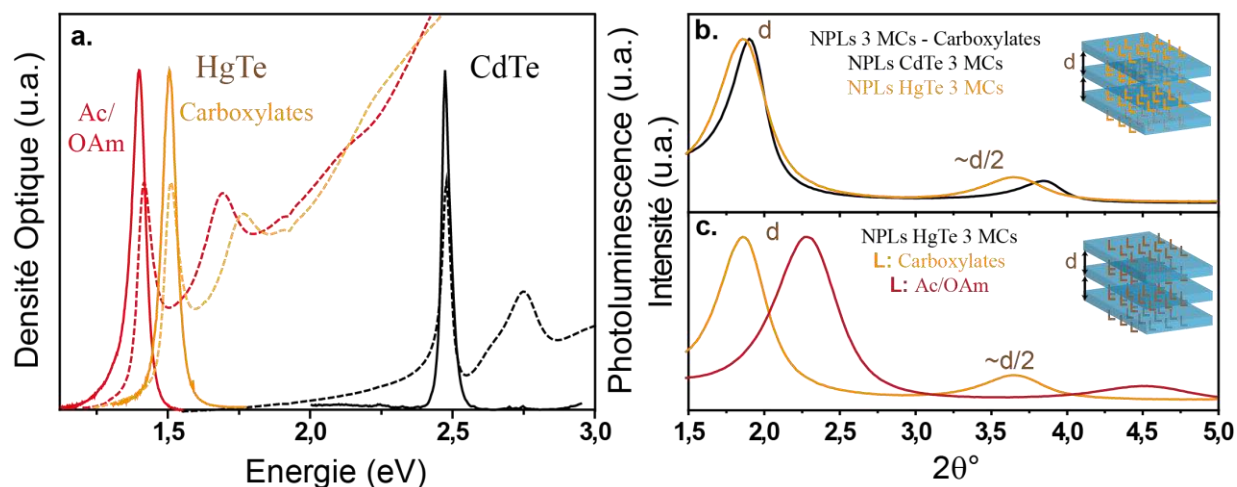 a.
HgTe
CdTe
Ac/
OAm
Carboxylates
Densité Optique (u.a.)
Photoluminescence (u.a.)
1,5
2,0
2,5
3,0
Energie (eV)
b.
d
NPLs 3 MCs - Carboxylates
NPLs CdTe 3 MCs
NPLs HgTe 3 MCs
d
~d/2
c.
d
NPLs HgTe 3 MCs
L: Carboxylates
L: Ac/OAm
d
~d/2
Intensité (u.a.)
1,5
2,0
2,5
3,0
3,5
4,0
4,5
5,0
2θ°